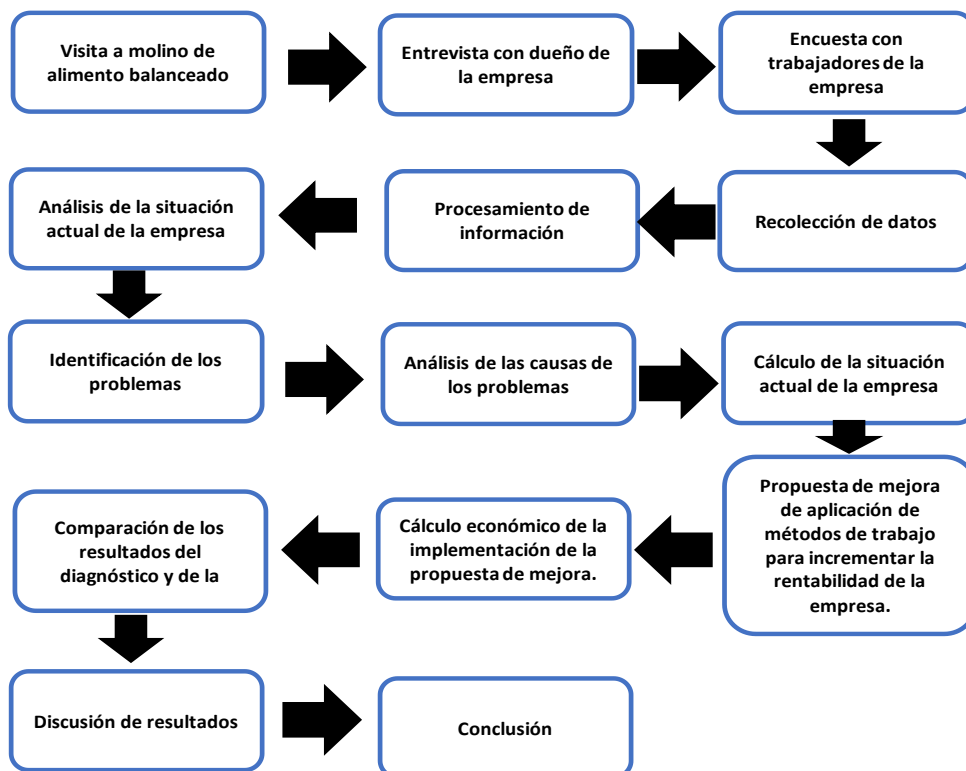 Visita a molino de
alimento balanceado
Entrevista con dueño de
la empresa
Encuesta con
trabajadores de la
empresa
Recolección de datos
Procesamiento de
información
Análisis de la situación
actual de la empresa
Identificación de los
problemas
Análisis de las causas de
los problemas
Cálculo de la situación
actual de la empresa
Propuesta de mejora
de aplicación de
métodos de trabajo
para incrementar la
rentabilidad de la
empresa.
Cálculo económico de la
implementación de la
propuesta de mejora.
Comparación de los
resultados del
diagnóstico y de la
Discusión de resultados
Conclusión